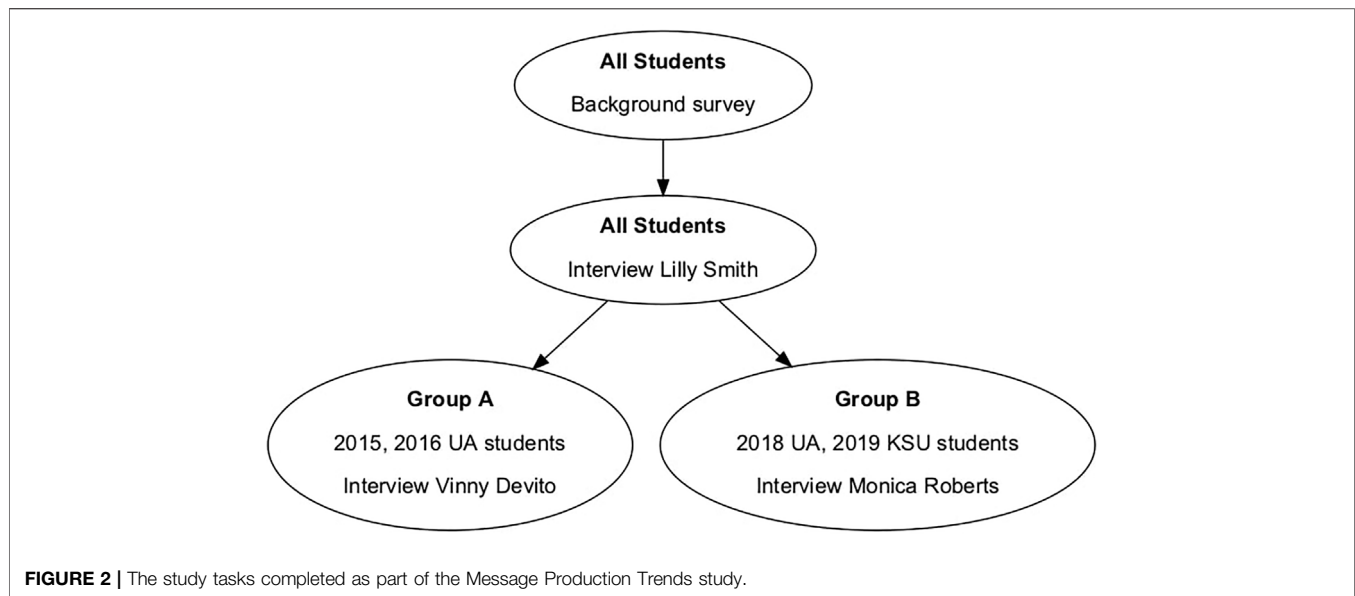 All Students
Background survey
All Students
Interview Lilly Smith
Group A
2015, 2016 UA students
Interview Vinny Devito
Group B
2018 UA, 2019 KSU students
Interview Monica Roberts
FIGURE 2 | The study tasks completed as part of the Message Production Trends study.